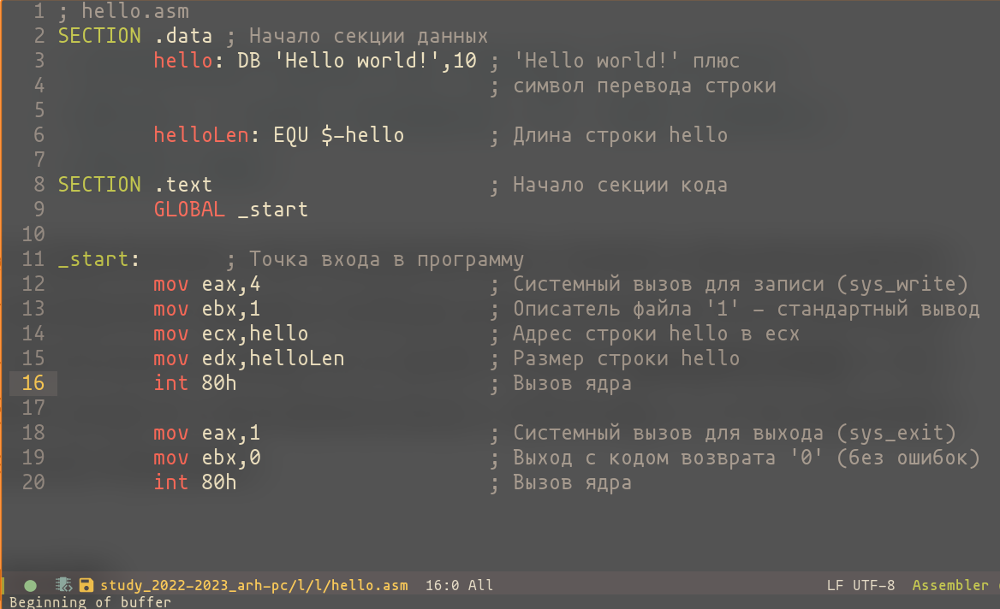 1 ; hello.asm
2 SECTION .data ; Начало секции данных
3         hello: DB 'Hello world!',10 ; 'Hello world!' плюс
4                                     ; символ перевода строки
5
6         helloLen: EQU $-hello       ; Длина строки hello
7
8 SECTION .text                       ; Начало секции кода
9         GLOBAL _start
10
11 _start:       ; Точка входа в программу
12         mov eax,4                   ; Системный вызов для записи (sys_write)
13         mov ebx,1                   ; Описатель файла '1' - стандартный вывод
14         mov ecx,hello               ; Адрес строки hello в ecx
15         mov edx,helloLen            ; Размер строки hello
16         int 80h                     ; Вызов ядра
17
18         mov eax,1                   ; Системный вызов для выхода (sys_exit)
19         mov ebx,0                   ; Выход с кодом возврата '0' (без ошибок)
20         int 80h                     ; Вызов ядра
study_2022-2023_arh-pc/l/l/hello.asm 16:0 All LF UTF-8 Assembler
Beginning of buffer